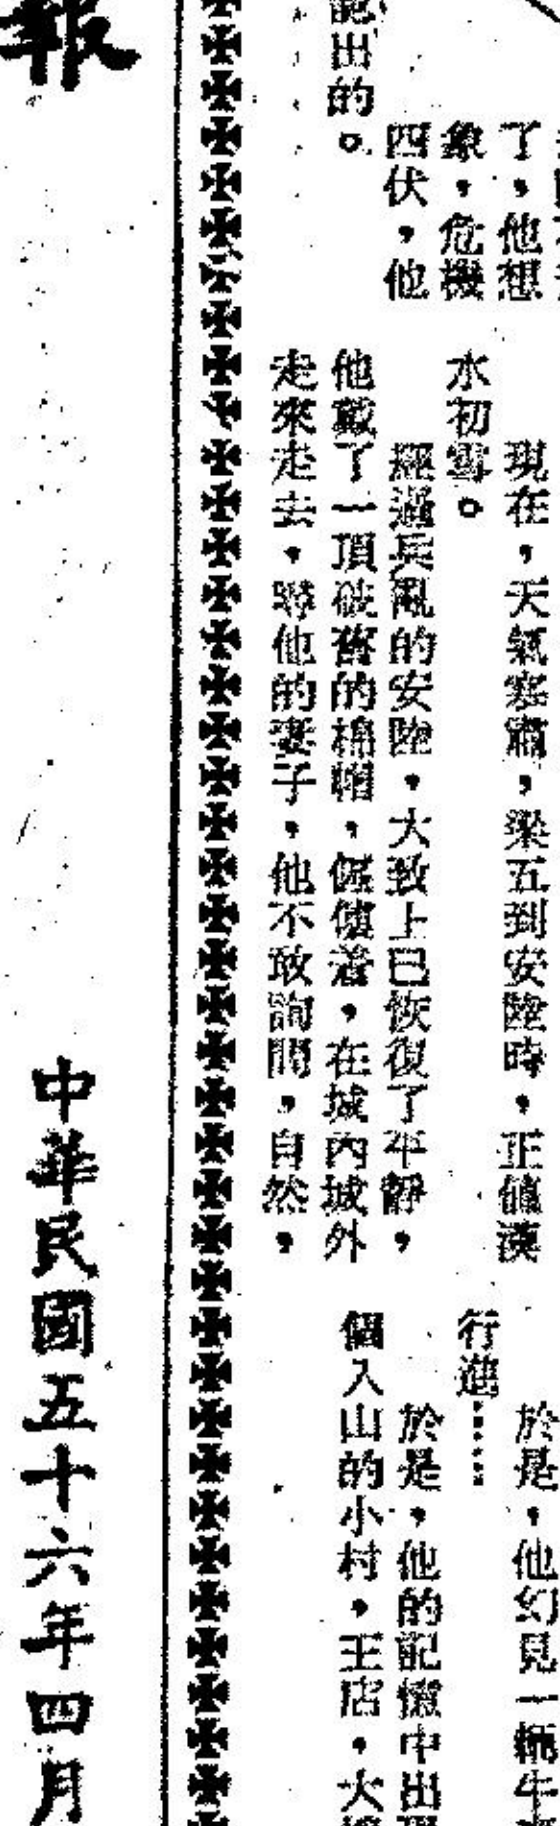 了，他想
象，危機
四伏，他
出的。
現在，天氣寒肅，梁五到安陸時，正值漢
水初雪。
經過兵亂的安陸，大致上已恢復了平靜，
他戴了一頂破舊的棉帽，傴僂着，在城內城外
走來走去，尋他的妻子，他不敢詢問，自然，
於是，他幻見一輛牛
行進……
於是，他的記憶中出
個入山的小村，王店，大
報
中華民國五十六年四月